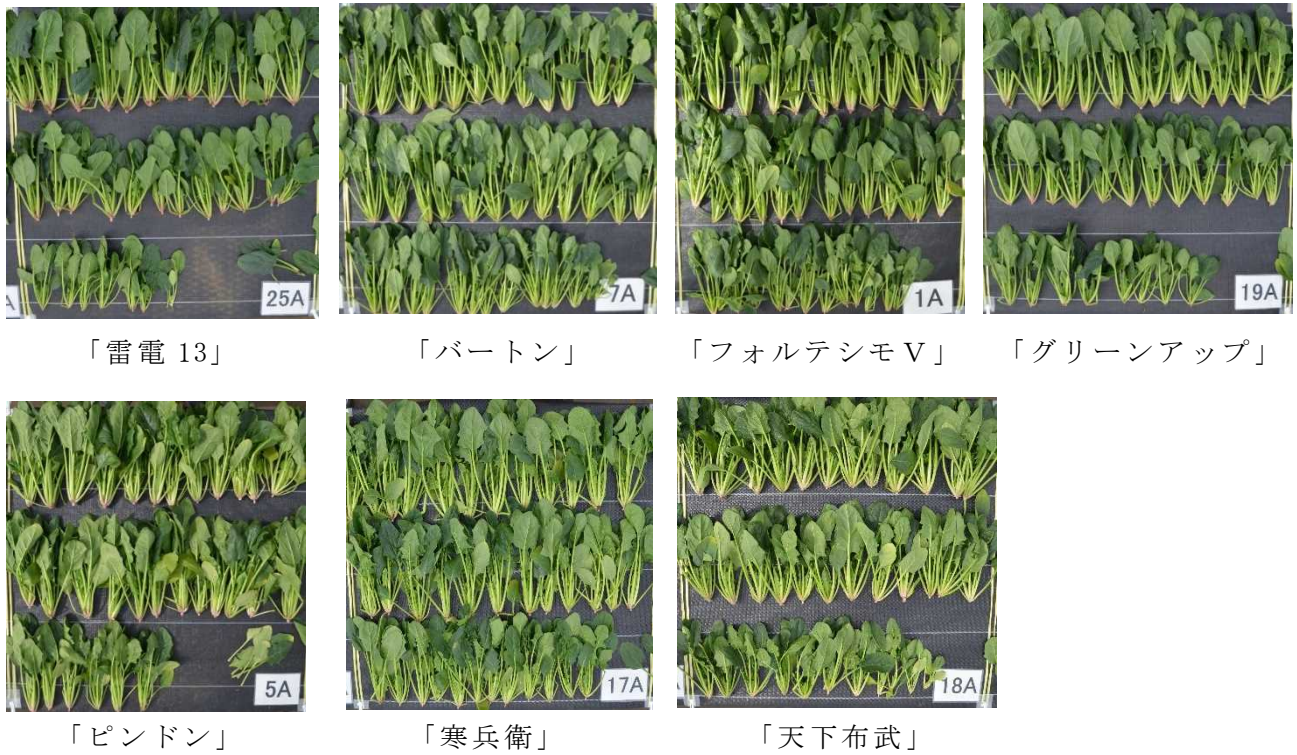 25A
7A
1A
19A
「雷電 13」
「バートン」
「フォルテシモV」
「グリーンアップ」
5A
17A
18A
「ピンドン」
「寒兵衛」
「天下布武」